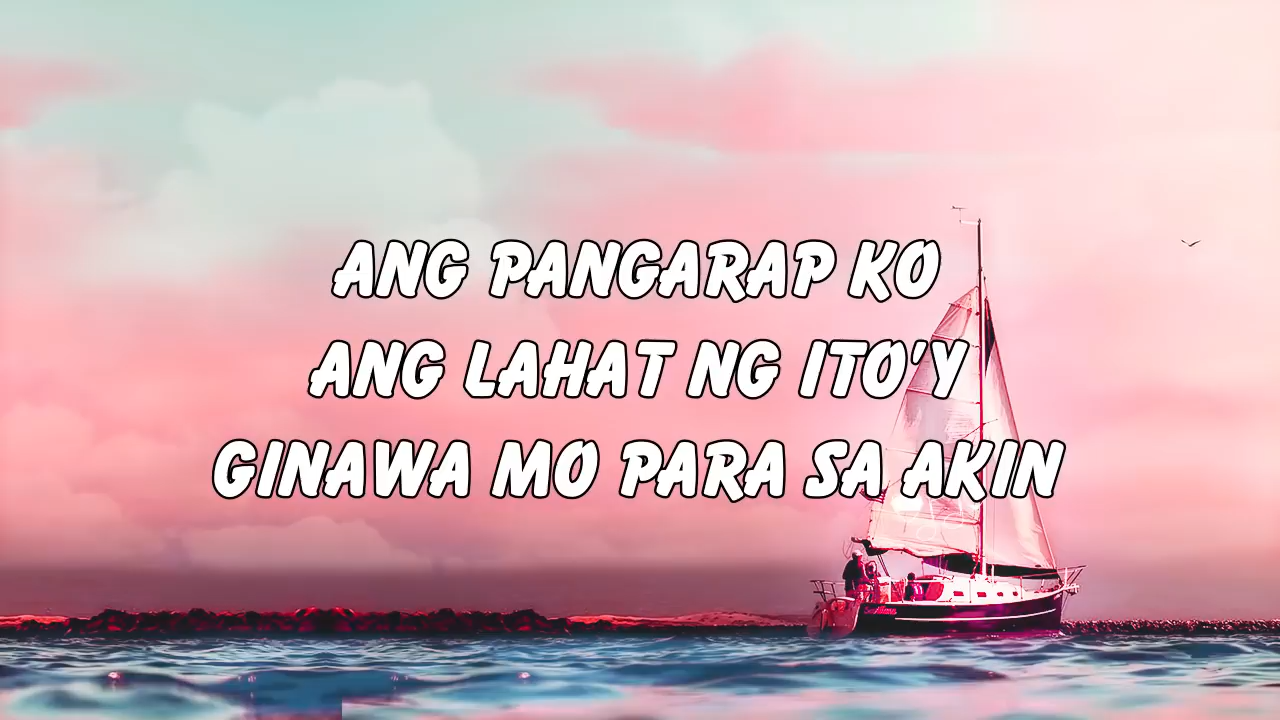 ANG PANGARAP KO
ANG LAHAT NG ITO'Y
GINAWA MO PARA SA AKIN